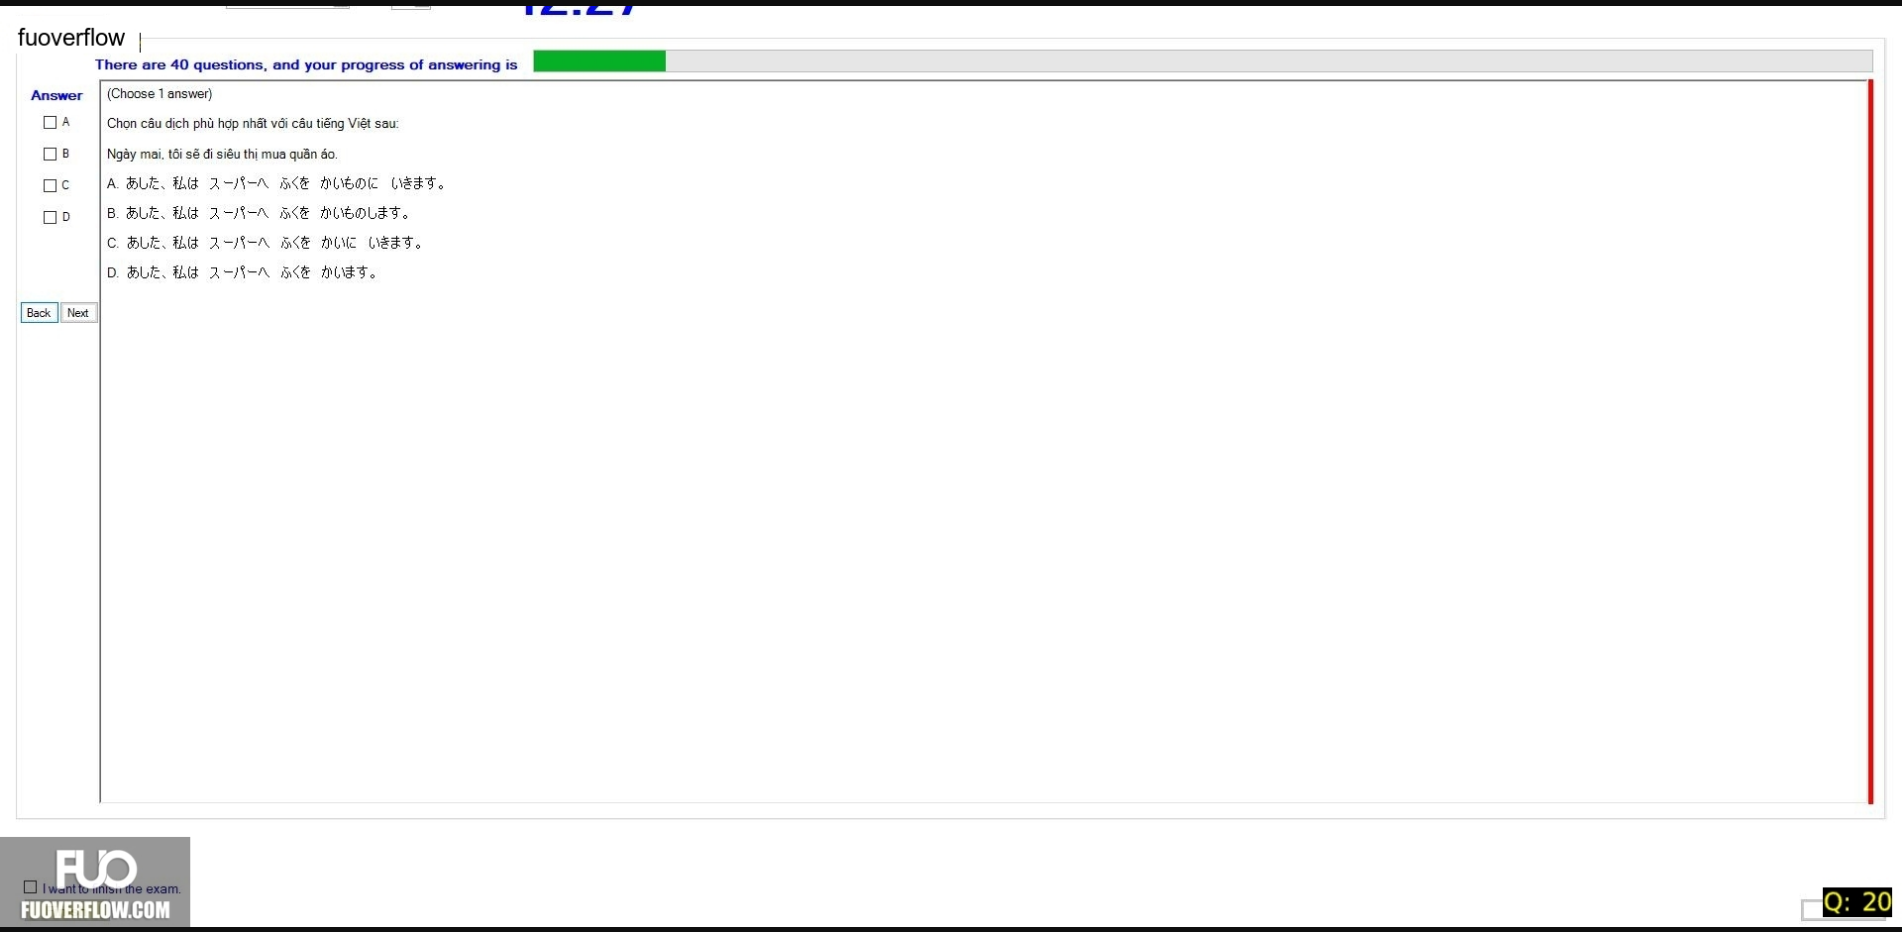 12:27
fuoverflow
There are 40 questions, and your progress of answering is
Answer
(Choose 1 answer)
A
Chọn câu dịch phù hợp nhất với câu tiếng Việt sau:
B
Ngày mai, tôi sẽ đi siêu thị mua quần áo.
C
A. あした、私は スーパーへ ふくを かいものに いきます。
D
B. あした、私は スーパーへ ふくを かいものします。
C. あした、私は スーパーへ ふくを かいに いきます。
D. あした、私は スーパーへ ふくを かいます。
Back Next
FUO
I want to finish the exam.
FUOVERFLOW.COM
Q: 20